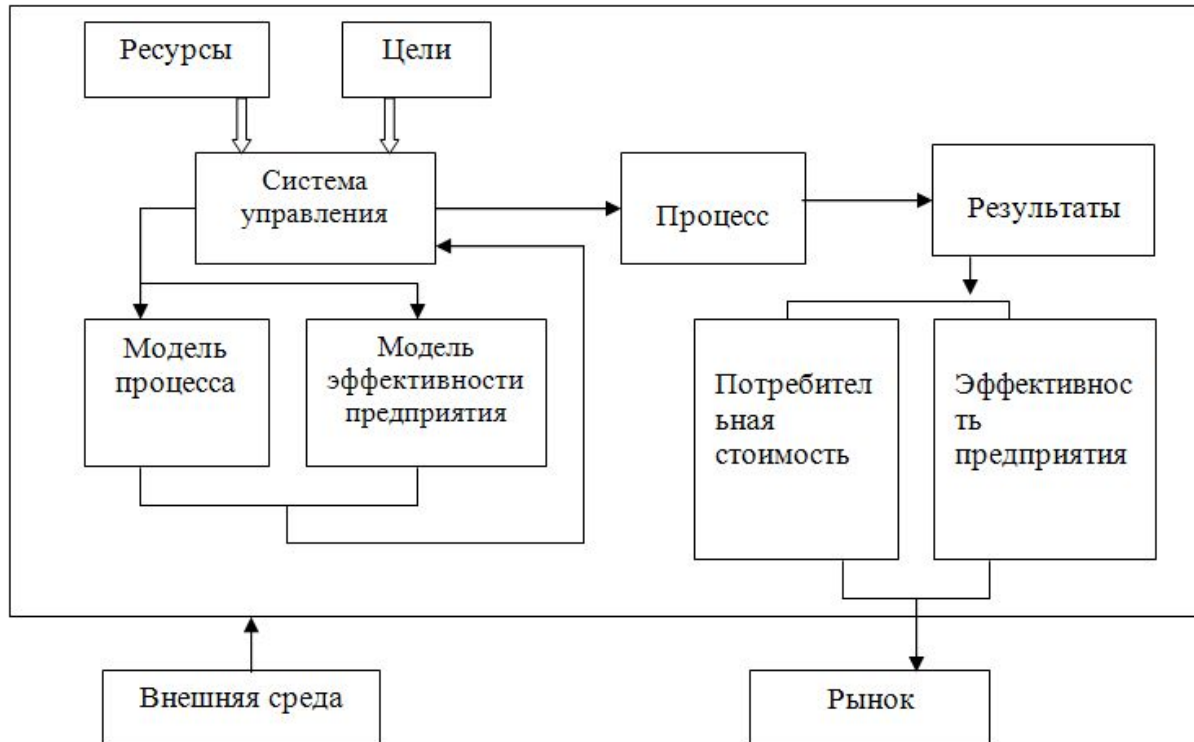 Ресурсы
Цели
Система
управления
Процесс
Результаты
Модель
процесса
Модель
эффективности
предприятия
Потребител
ьная
стоимость
Эффективнос
ть
предприятия
Внешняя среда
Рынок